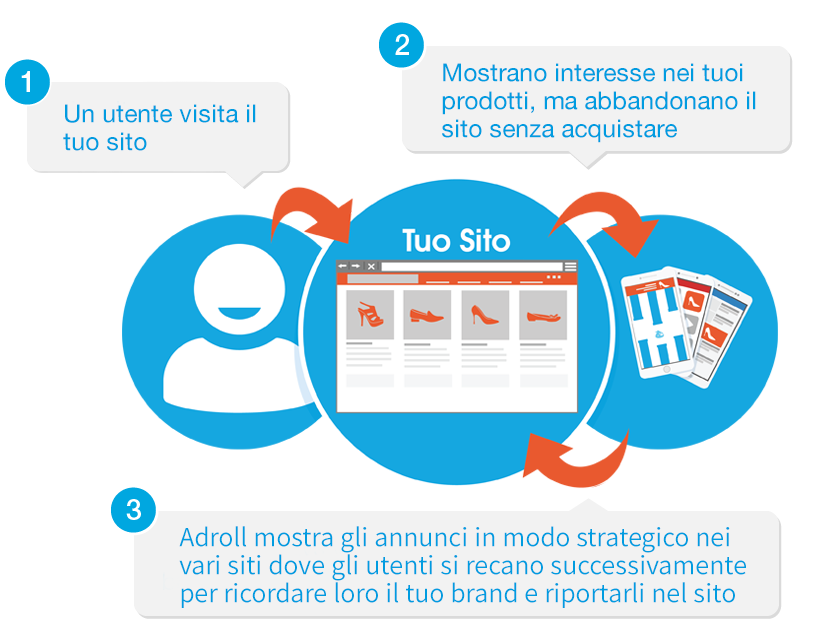 1
Un utente visita il
tuo sito
2
Mostrano interesse nei tuoi
prodotti, ma abbandonano il
sito senza acquistare
Tuo Sito
3
Adroll mostra gli annunci in modo strategico nei
vari siti dove gli utenti si recano successivamente
per ricordare loro il tuo brand e riportarli nel sito